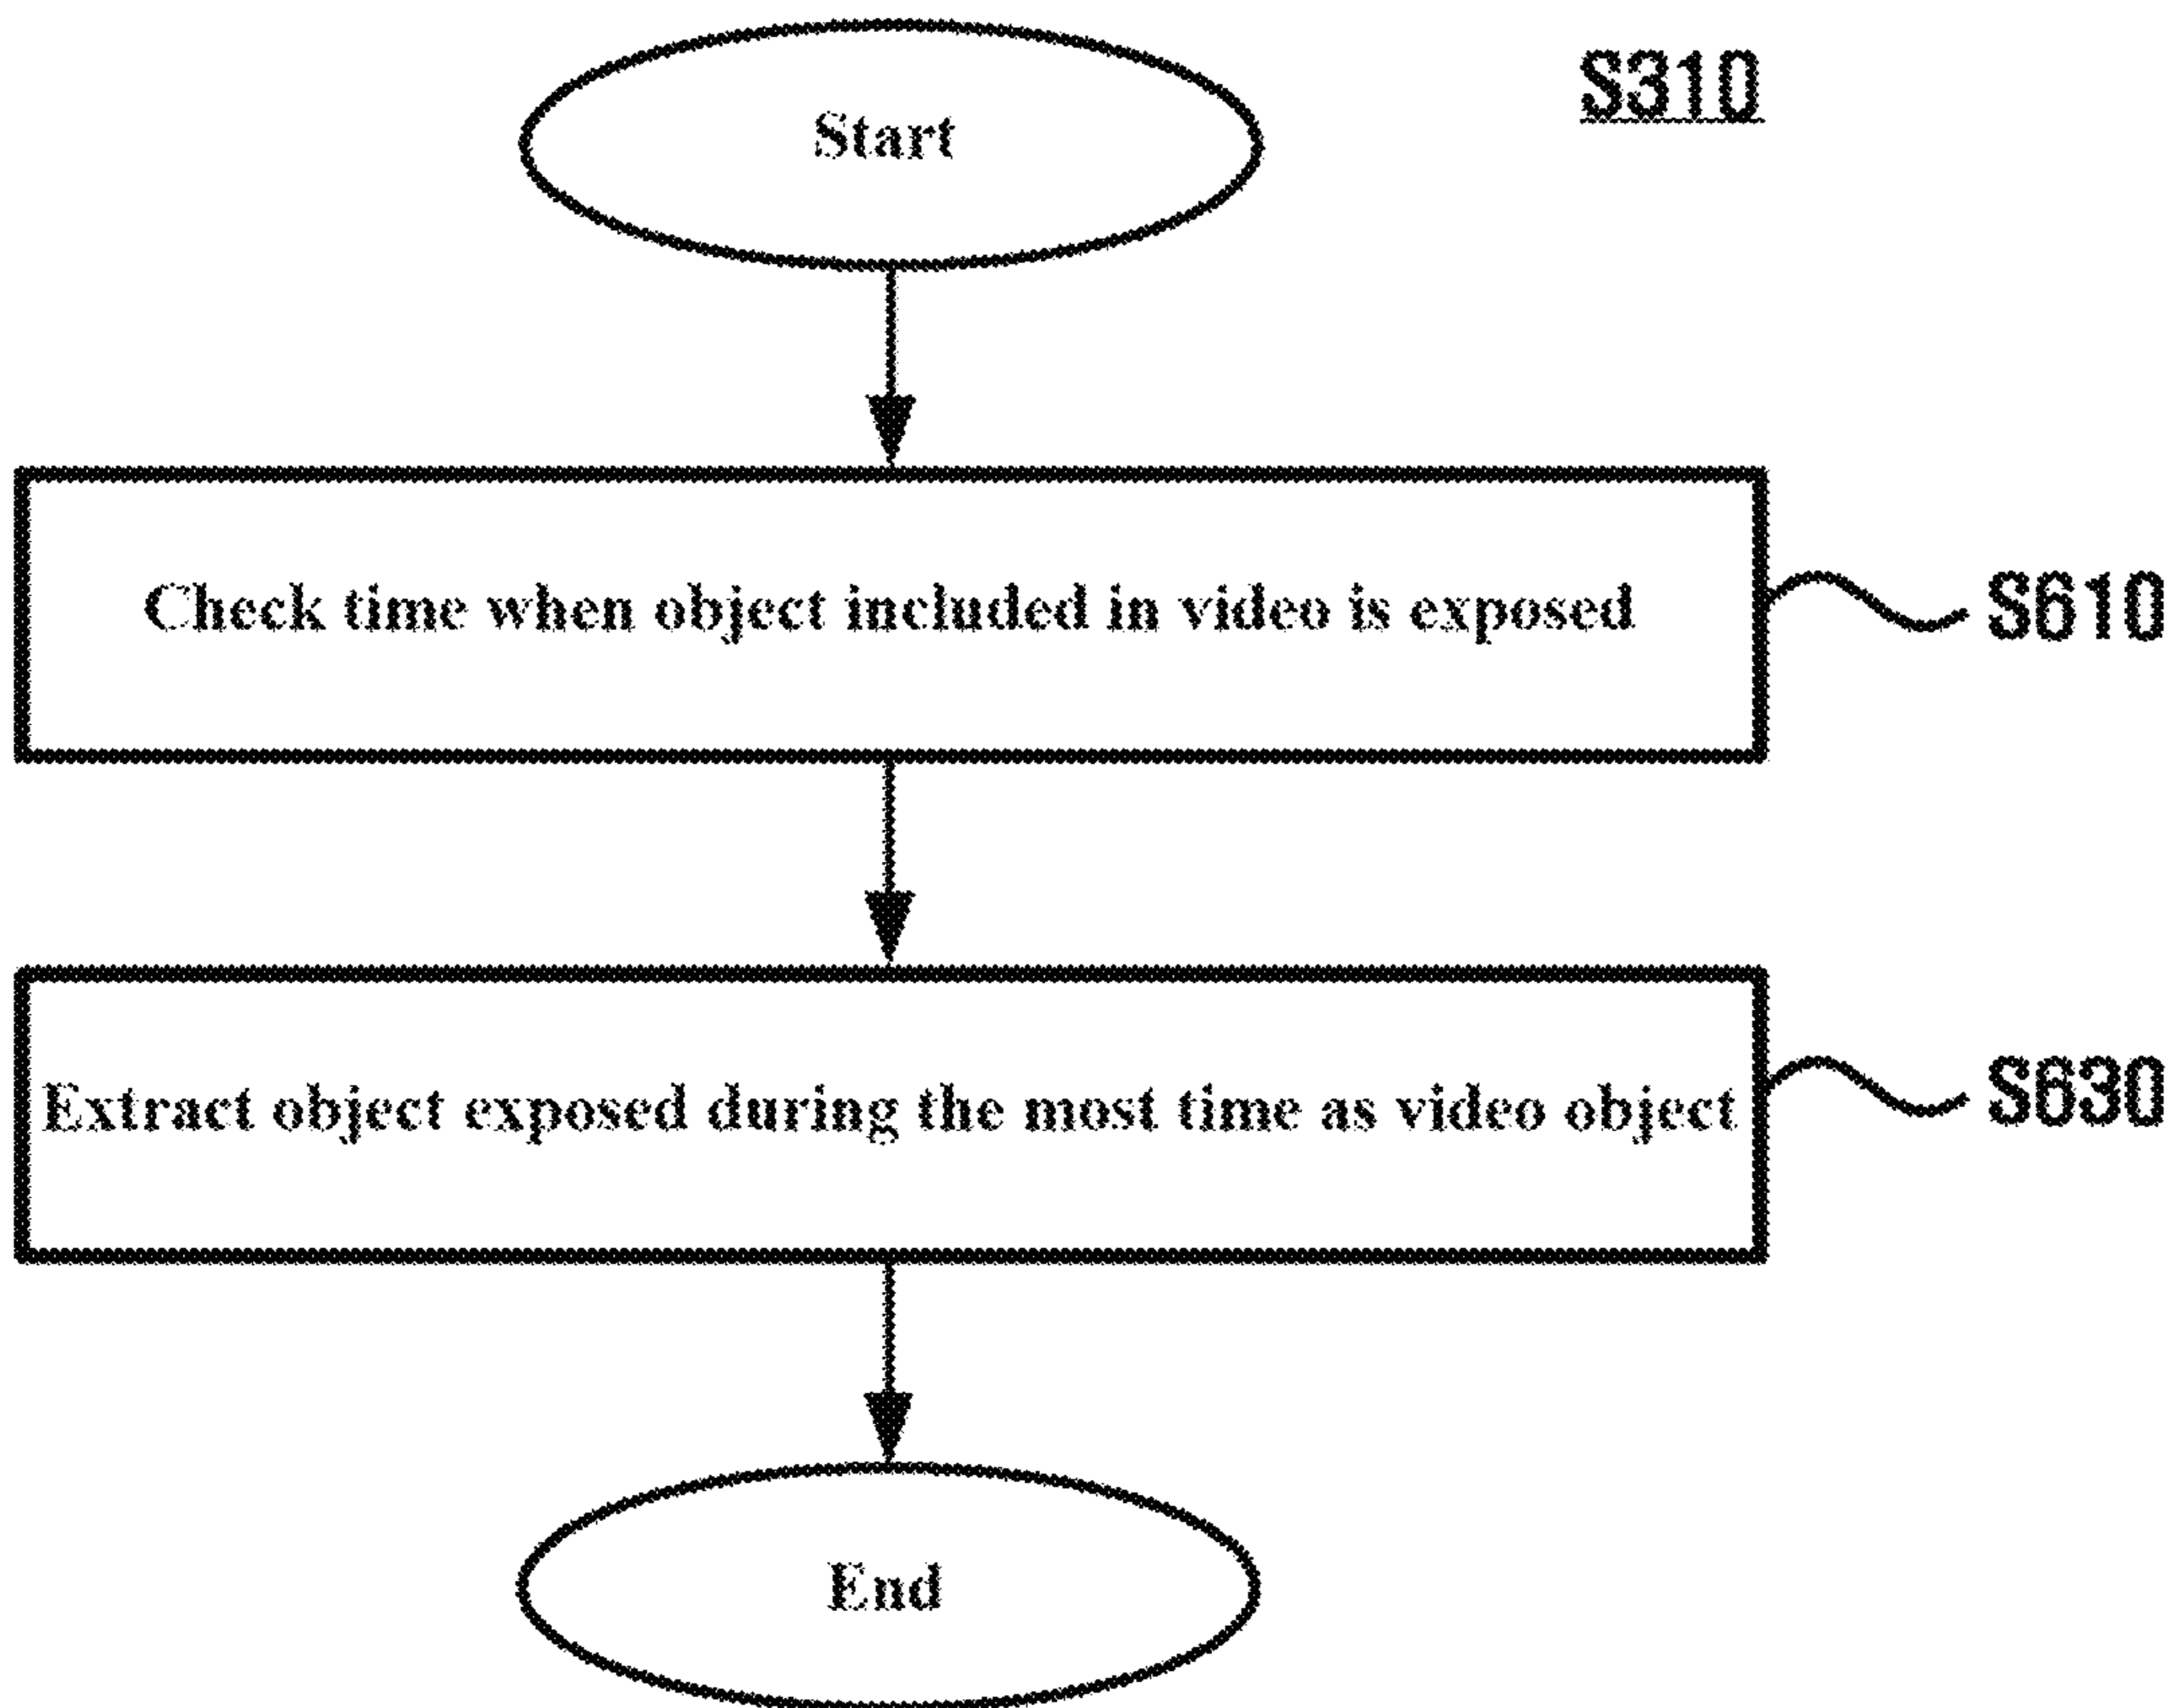 S310
Start
Check time when object included in video is exposed
S610
Extract object exposed during the most time as video object
S630
End